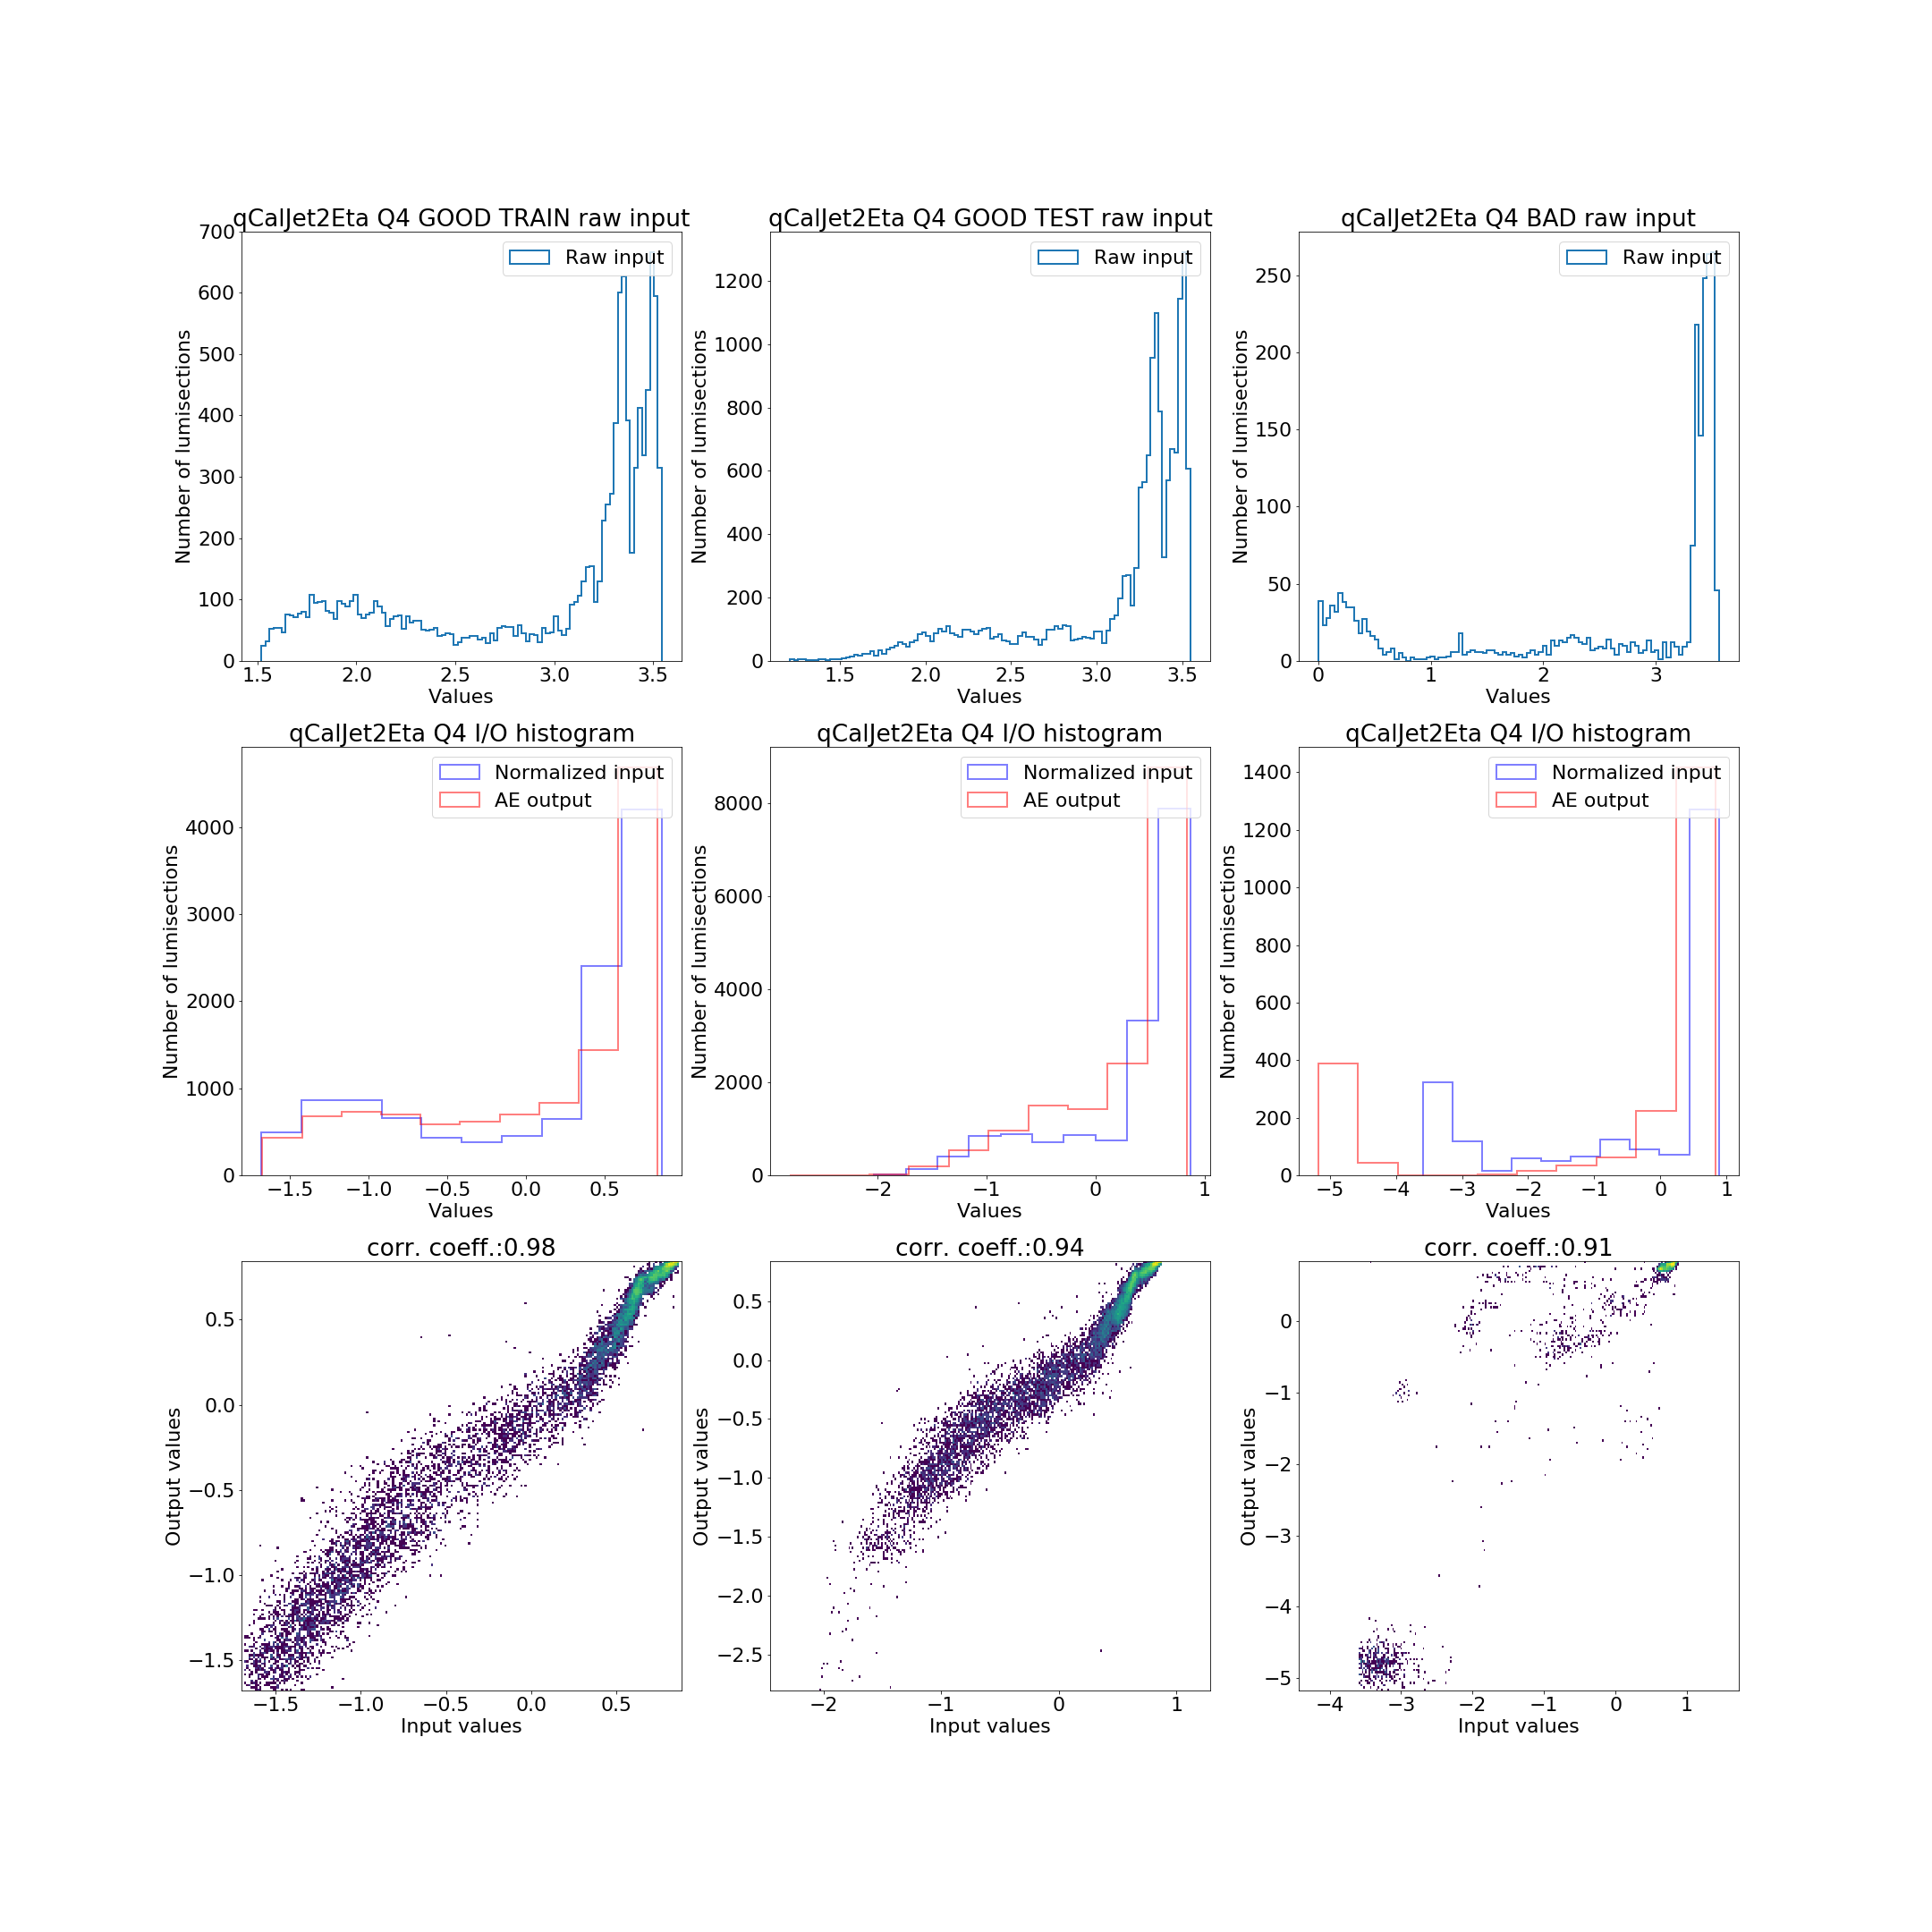 qCalJet2Eta Q4 GOOD TRAIN raw input
Raw input
700
600
500
400
300
200
100
0
1.5 2.0 2.5 3.0 3.5
Number of lumisections
Values
qCalJet2Eta Q4 GOOD TEST raw input
Raw input
1200
1000
800
600
400
200
0
1.5 2.0 2.5 3.0 3.5
Number of lumisections
Values
qCalJet2Eta Q4 BAD raw input
Raw input
250
200
150
100
50
0
0 1 2 3
Number of lumisections
Values
qCalJet2Eta Q4 I/O histogram
Normalized input
AE output
4000
3000
2000
1000
0
−1.5 −1.0 −0.5 0.0 0.5
Number of lumisections
Values
qCalJet2Eta Q4 I/O histogram
Normalized input
AE output
8000
6000
4000
2000
0
−2 −1 0 1
Number of lumisections
Values
qCalJet2Eta Q4 I/O histogram
Normalized input
AE output
1400
1200
1000
800
600
400
200
0
−5 −4 −3 −2 −1 0 1
Number of lumisections
Values
corr. coeff.:0.98
0.5
0.0
−0.5
−1.0
−1.5
−1.5 −1.0 −0.5 0.0 0.5
Output values
Input values
corr. coeff.:0.94
0.5
0.0
−0.5
−1.0
−1.5
−2.0
−2.5
−2 −1 0 1
Output values
Input values
corr. coeff.:0.91
0
−1
−2
−3
−4
−5
−4 −3 −2 −1 0 1
Output values
Input values